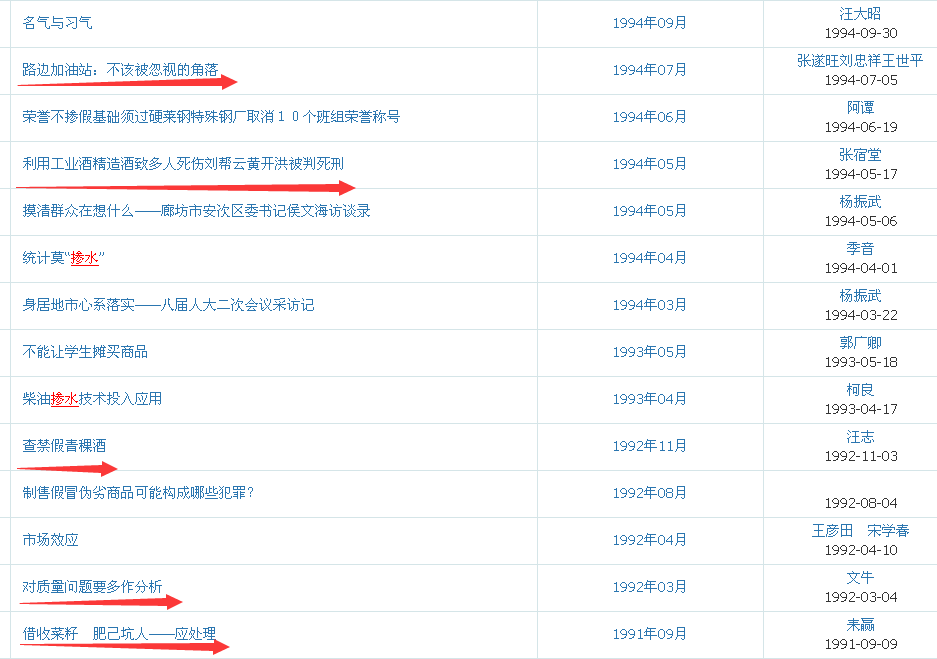 名气与习气 1994年09月 汪大昭
1994-09-30
路边加油站：不该被忽视的角落 1994年07月 张遂旺刘忠祥王世平
1994-07-05
荣誉不掺假基础须过硬莱钢特殊钢厂取消１０个班组荣誉称号 1994年06月 阿谭
1994-06-19
利用工业酒精造酒致多人死伤刘帮云黄开洪被判死刑 1994年05月 张宿堂
1994-05-17
摸清群众在想什么——廊坊市安次区委书记侯文海访谈录 1994年05月 杨振武
1994-05-06
统计莫“掺水” 1994年04月 季音
1994-04-01
身居地市心系落实——八届人大二次会议采访记 1994年03月 杨振武
1994-03-22
不能让学生摊买商品 1993年05月 郭广卿
1993-05-18
柴油掺水技术投入应用 1993年04月 柯良
1993-04-17
查禁假青稞酒 1992年11月 汪志
1992-11-03
制售假冒伪劣商品可能构成哪些犯罪？ 1992年08月
1992-08-04
市场效应 1992年04月 王彦田　宋学春
1992-04-10
对质量问题要多作分析 1992年03月 文牛
1992-03-04
借收菜籽　肥己坑人——应处理 1991年09月 耒赢
1991-09-09